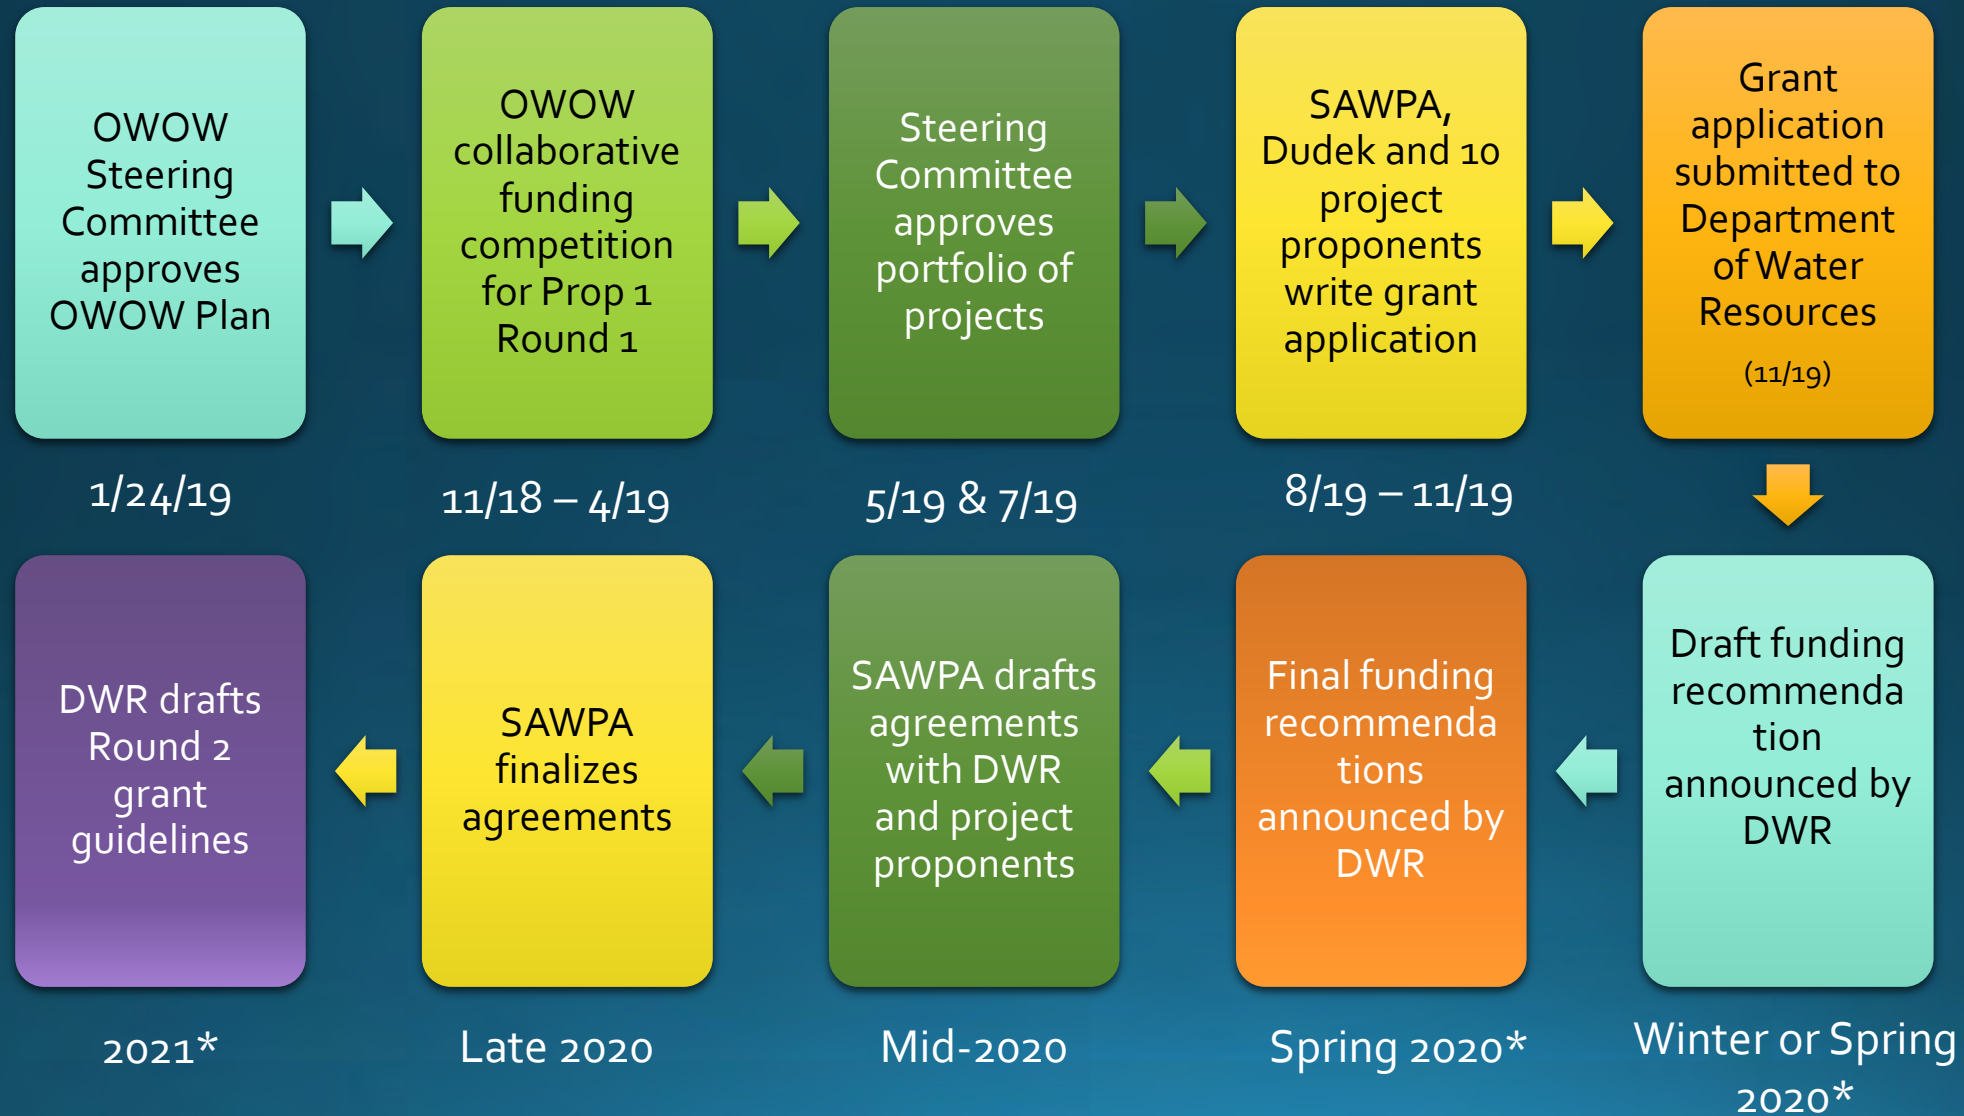 OWOW
Steering
Committee
approves
OWOW Plan
1/24/19
OWOW
collaborative
funding
competition
for Prop 1
Round 1
11/18 – 4/19
Steering
Committee
approves
portfolio of
projects
5/19 & 7/19
SAWPA,
Dudek and 10
project
proponents
write grant
application
8/19 – 11/19
Grant
application
submitted to
Department
of Water
Resources
(11/19)
Draft funding
recommenda
tion
announced by
DWR
Winter or Spring
2020*
Final funding
recommenda
tions
announced by
DWR
Spring 2020*
SAWPA drafts
agreements
with DWR
and project
proponents
Mid-2020
SAWPA
finalizes
agreements
Late 2020
DWR drafts
Round 2
grant
guidelines
2021*